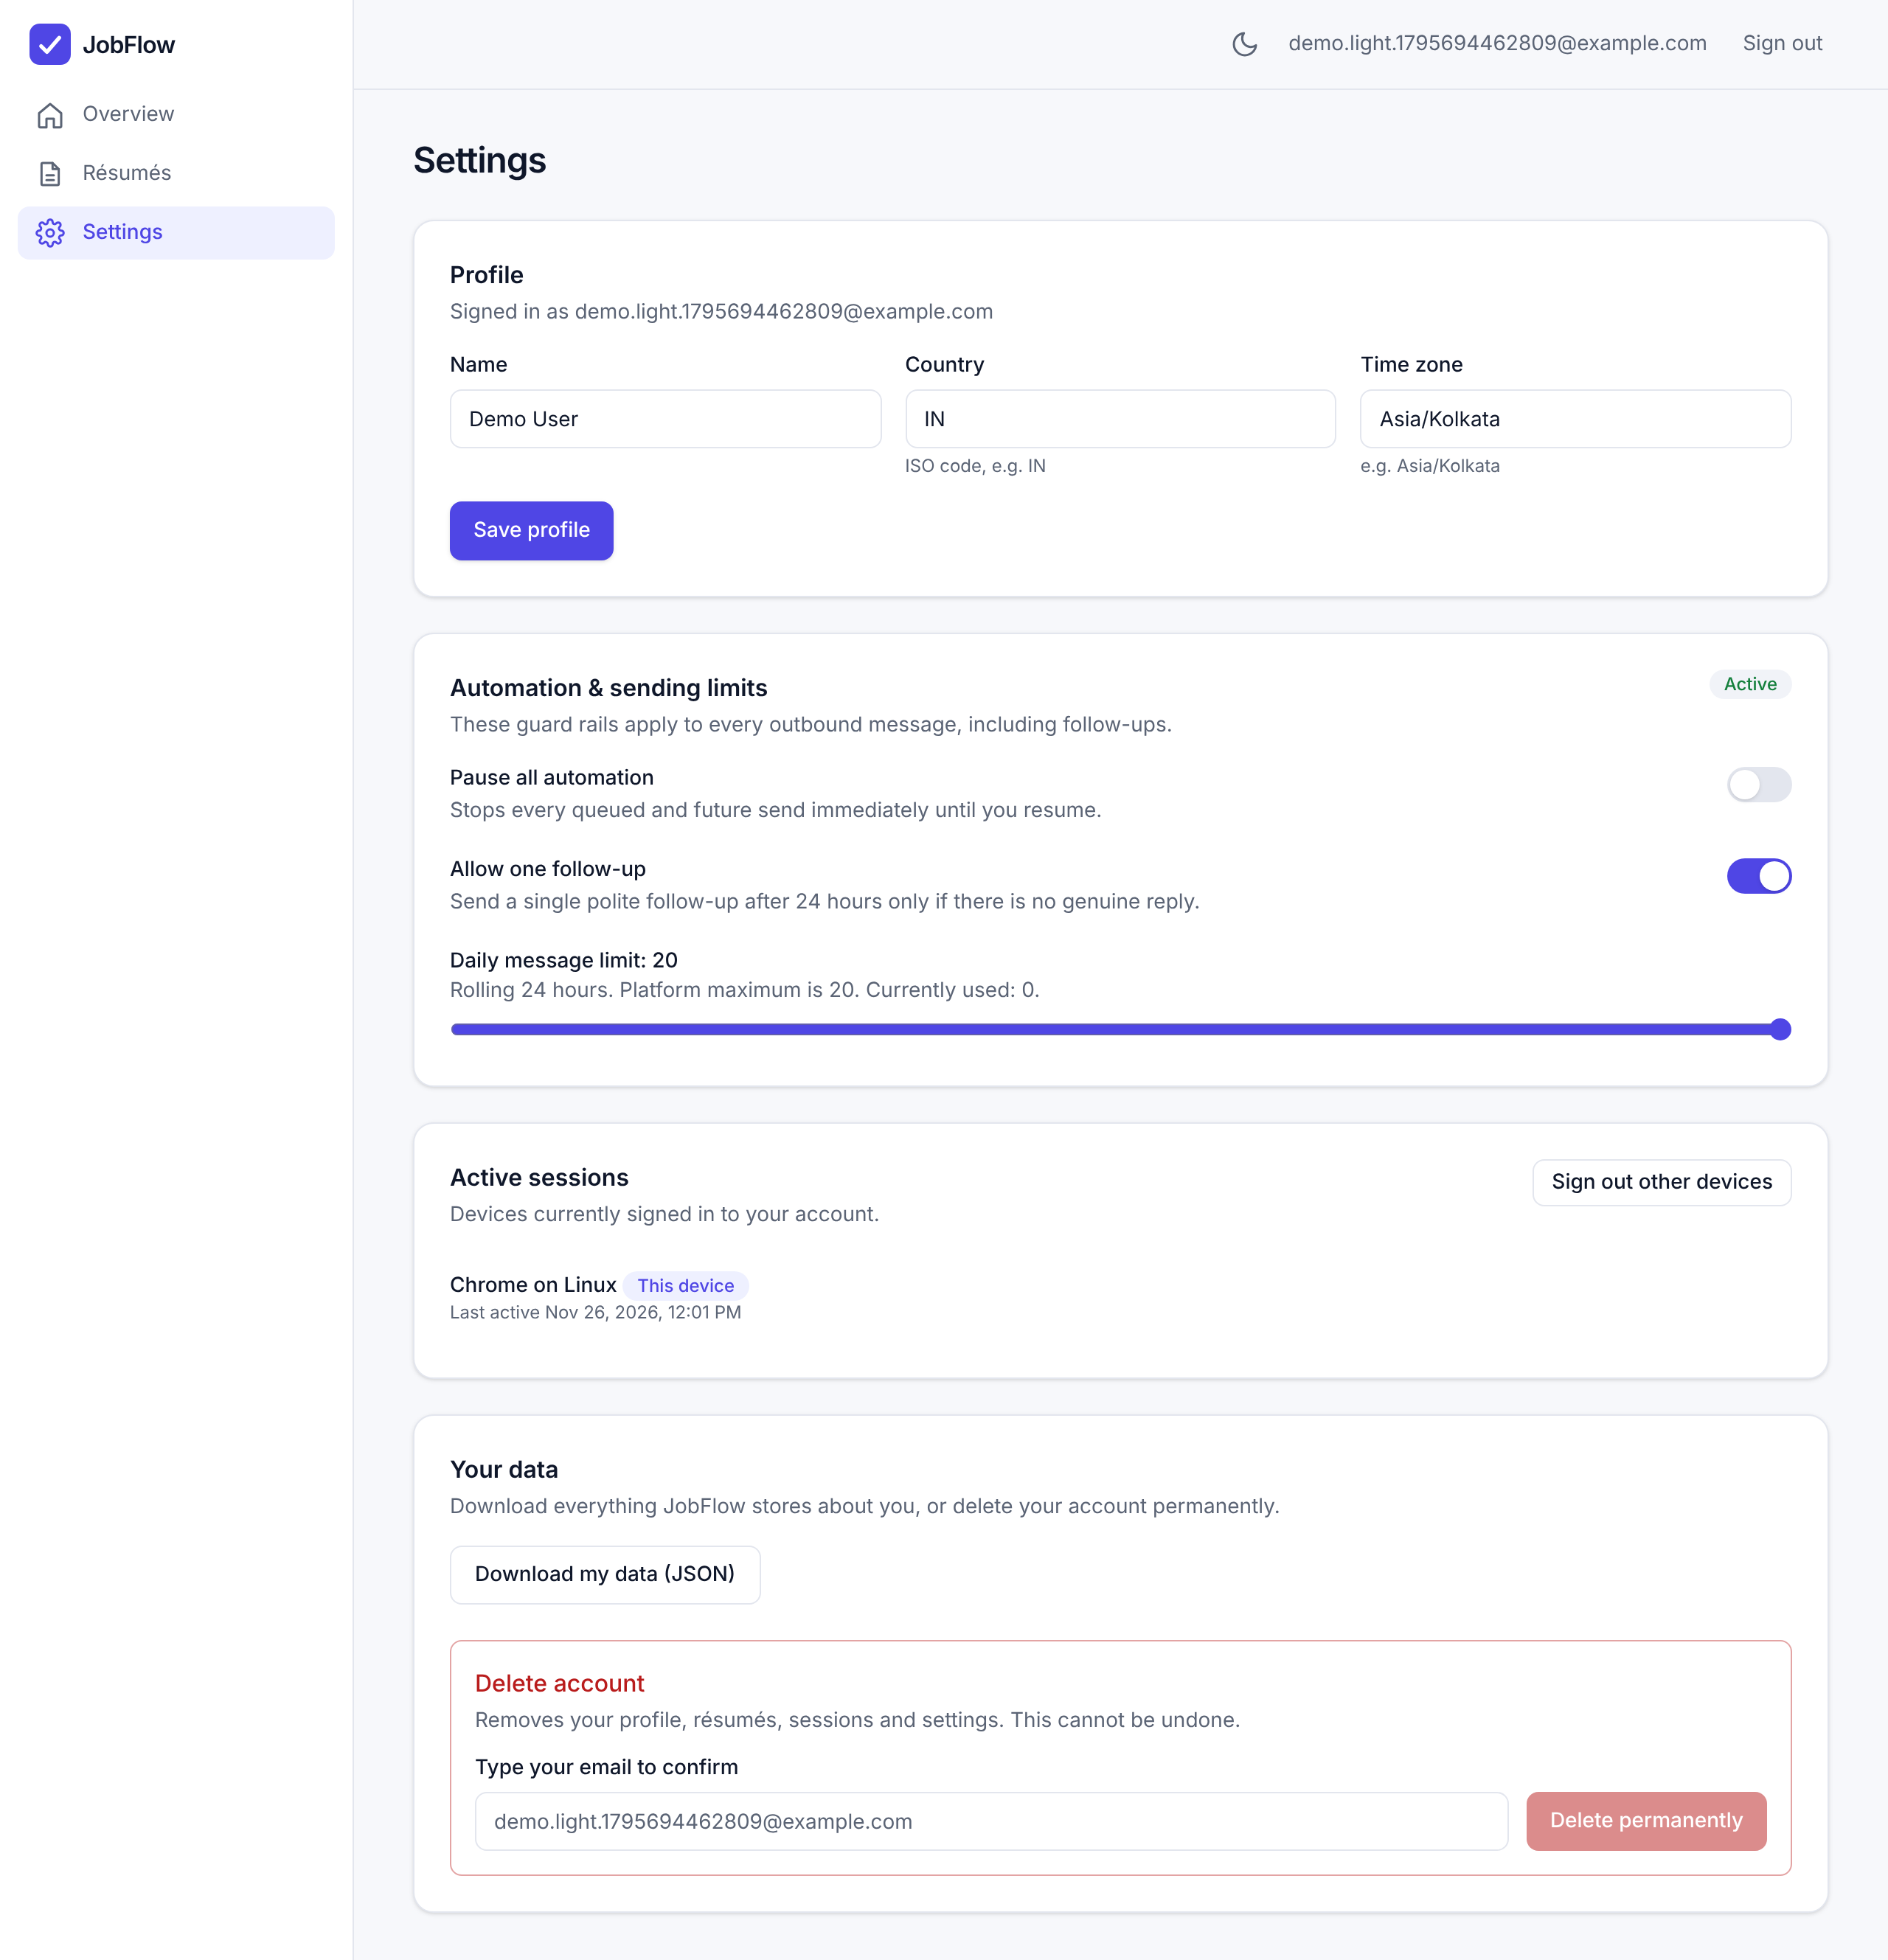 JobFlow
demo.light.1795694462809@example.com
Sign out
Overview
Résumés
Settings
Settings
Profile
Signed in as demo.light.1795694462809@example.com
Name
Country
Time zone
Demo User
IN
Asia/Kolkata
ISO code, e.g. IN
e.g. Asia/Kolkata
Save profile
Automation & sending limits
Active
These guard rails apply to every outbound message, including follow-ups.
Pause all automation
Stops every queued and future send immediately until you resume.
Allow one follow-up
Send a single polite follow-up after 24 hours only if there is no genuine reply.
Daily message limit: 20
Rolling 24 hours. Platform maximum is 20. Currently used: 0.
Active sessions
Sign out other devices
Devices currently signed in to your account.
Chrome on Linux This device
Last active Nov 26, 2026, 12:01 PM
Your data
Download everything JobFlow stores about you, or delete your account permanently.
Download my data (JSON)
Delete account
Removes your profile, résumés, sessions and settings. This cannot be undone.
Type your email to confirm
demo.light.1795694462809@example.com
Delete permanently